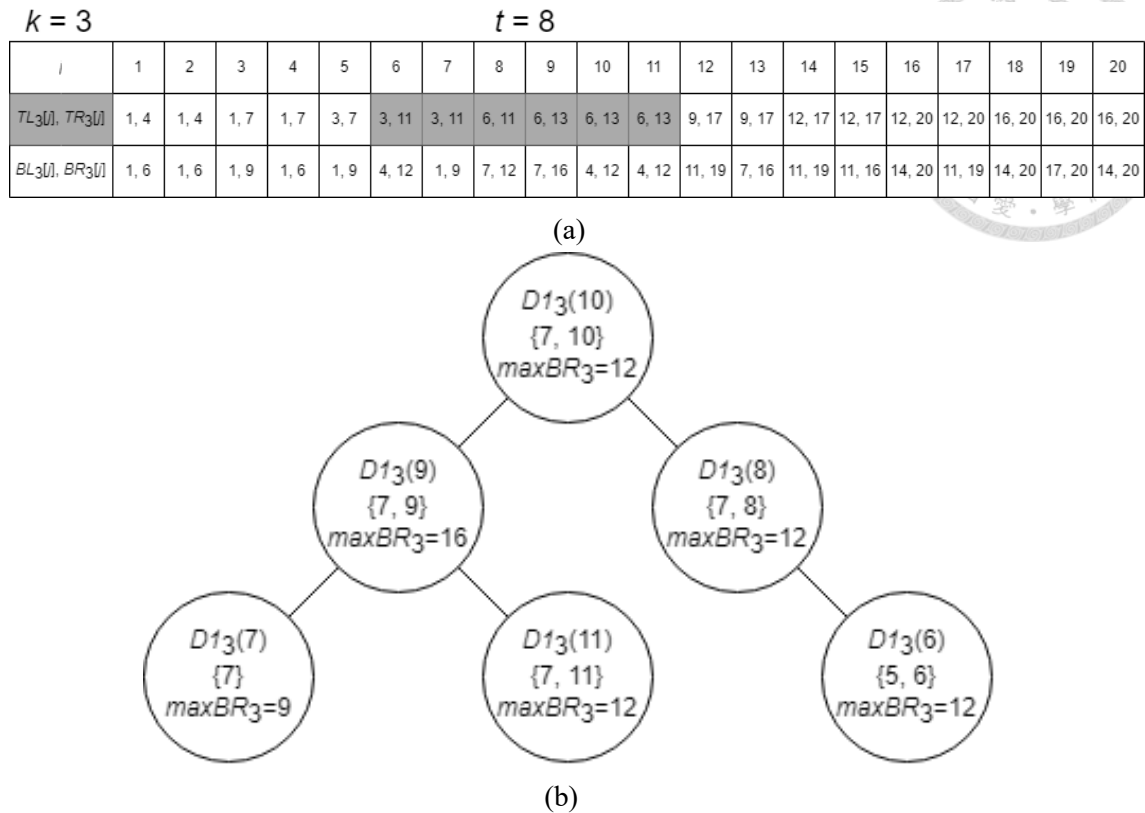 k = 3 t = 8
i 1 2 3 4 5 6 7 8 9 10 11 12 13 14 15 16 17 18 19 20
TL3[i], TR3[i] 1, 4 1, 4 1, 7 1, 7 3, 7 3, 11 3, 11 6, 11 6, 13 6, 13 6, 13 9, 17 9, 17 12, 17 12, 17 12, 20 12, 20 16, 20 16, 20 16, 20
BL3[i], BR3[i] 1, 6 1, 6 1, 9 1, 6 1, 9 4, 12 1, 9 7, 12 7, 16 4, 12 4, 12 11, 19 7, 16 11, 19 11, 16 14, 20 11, 19 14, 20 17, 20 14, 20
愛 · 學
(a)
D13(10)
{7, 10}
maxBR3=12
D13(9)
{7, 9}
maxBR3=16
D13(8)
{7, 8}
maxBR3=12
D13(7)
{7}
maxBR3=9
D13(11)
{7, 11}
maxBR3=12
D13(6)
{5, 6}
maxBR3=12
(b)